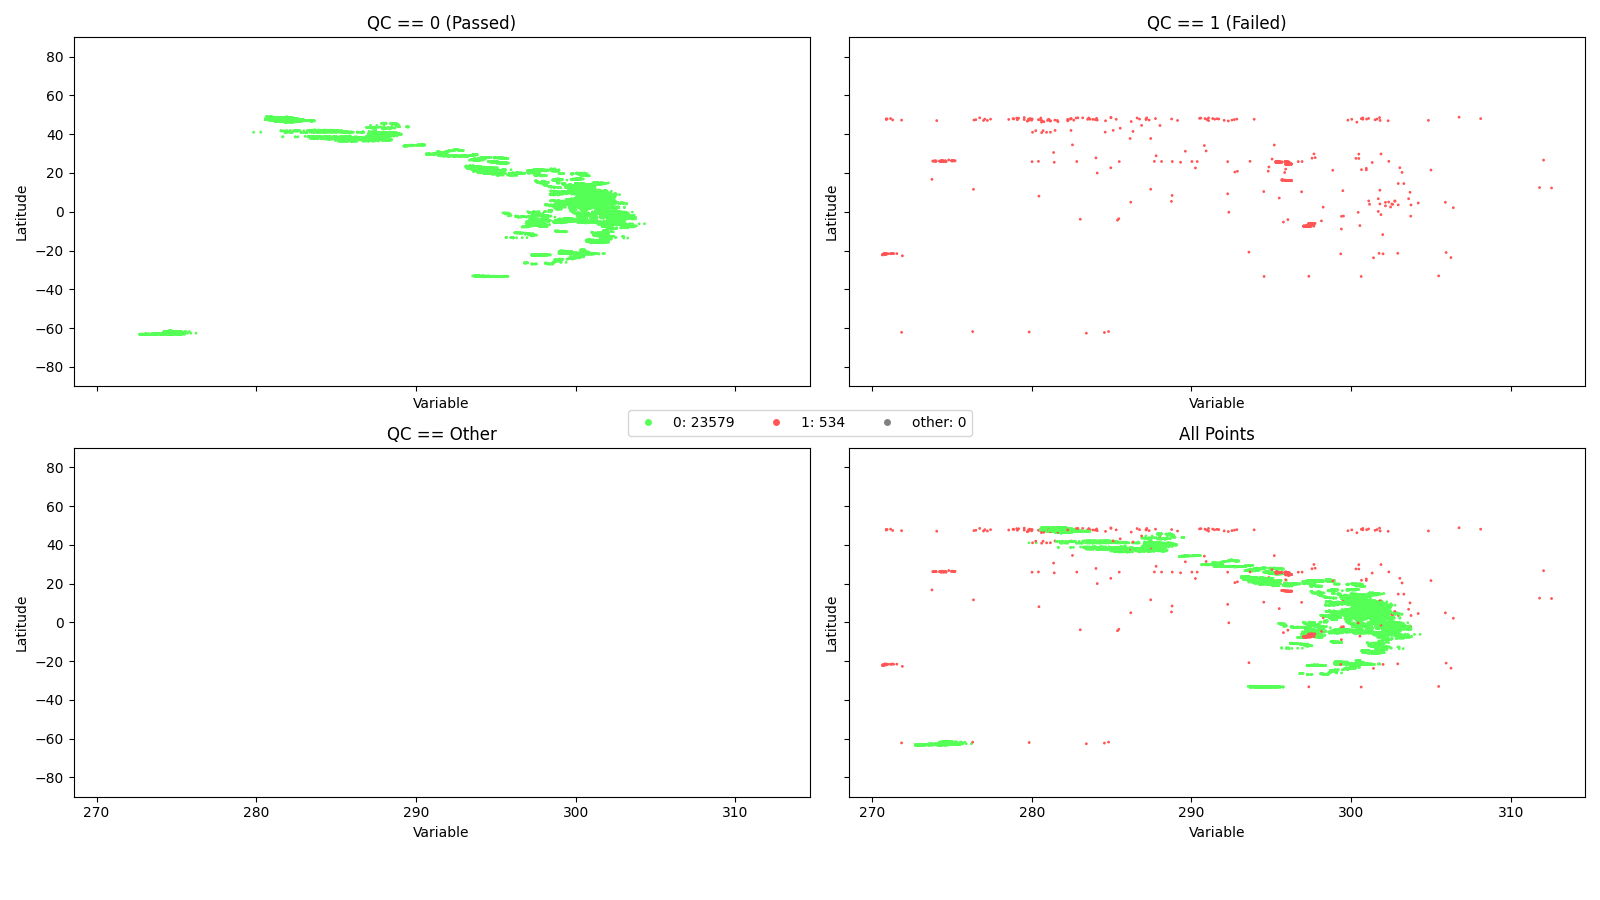 QC == 0 (Passed)
QC == 1 (Failed)
80
60
40
20
0
−20
−40
−60
−80
Latitude
Latitude
Variable
Variable
0: 23579
1: 534
other: 0
QC == Other
All Points
80
60
40
20
0
−20
−40
−60
−80
Latitude
Latitude
270
280
290
300
310
270
280
290
300
310
Variable
Variable